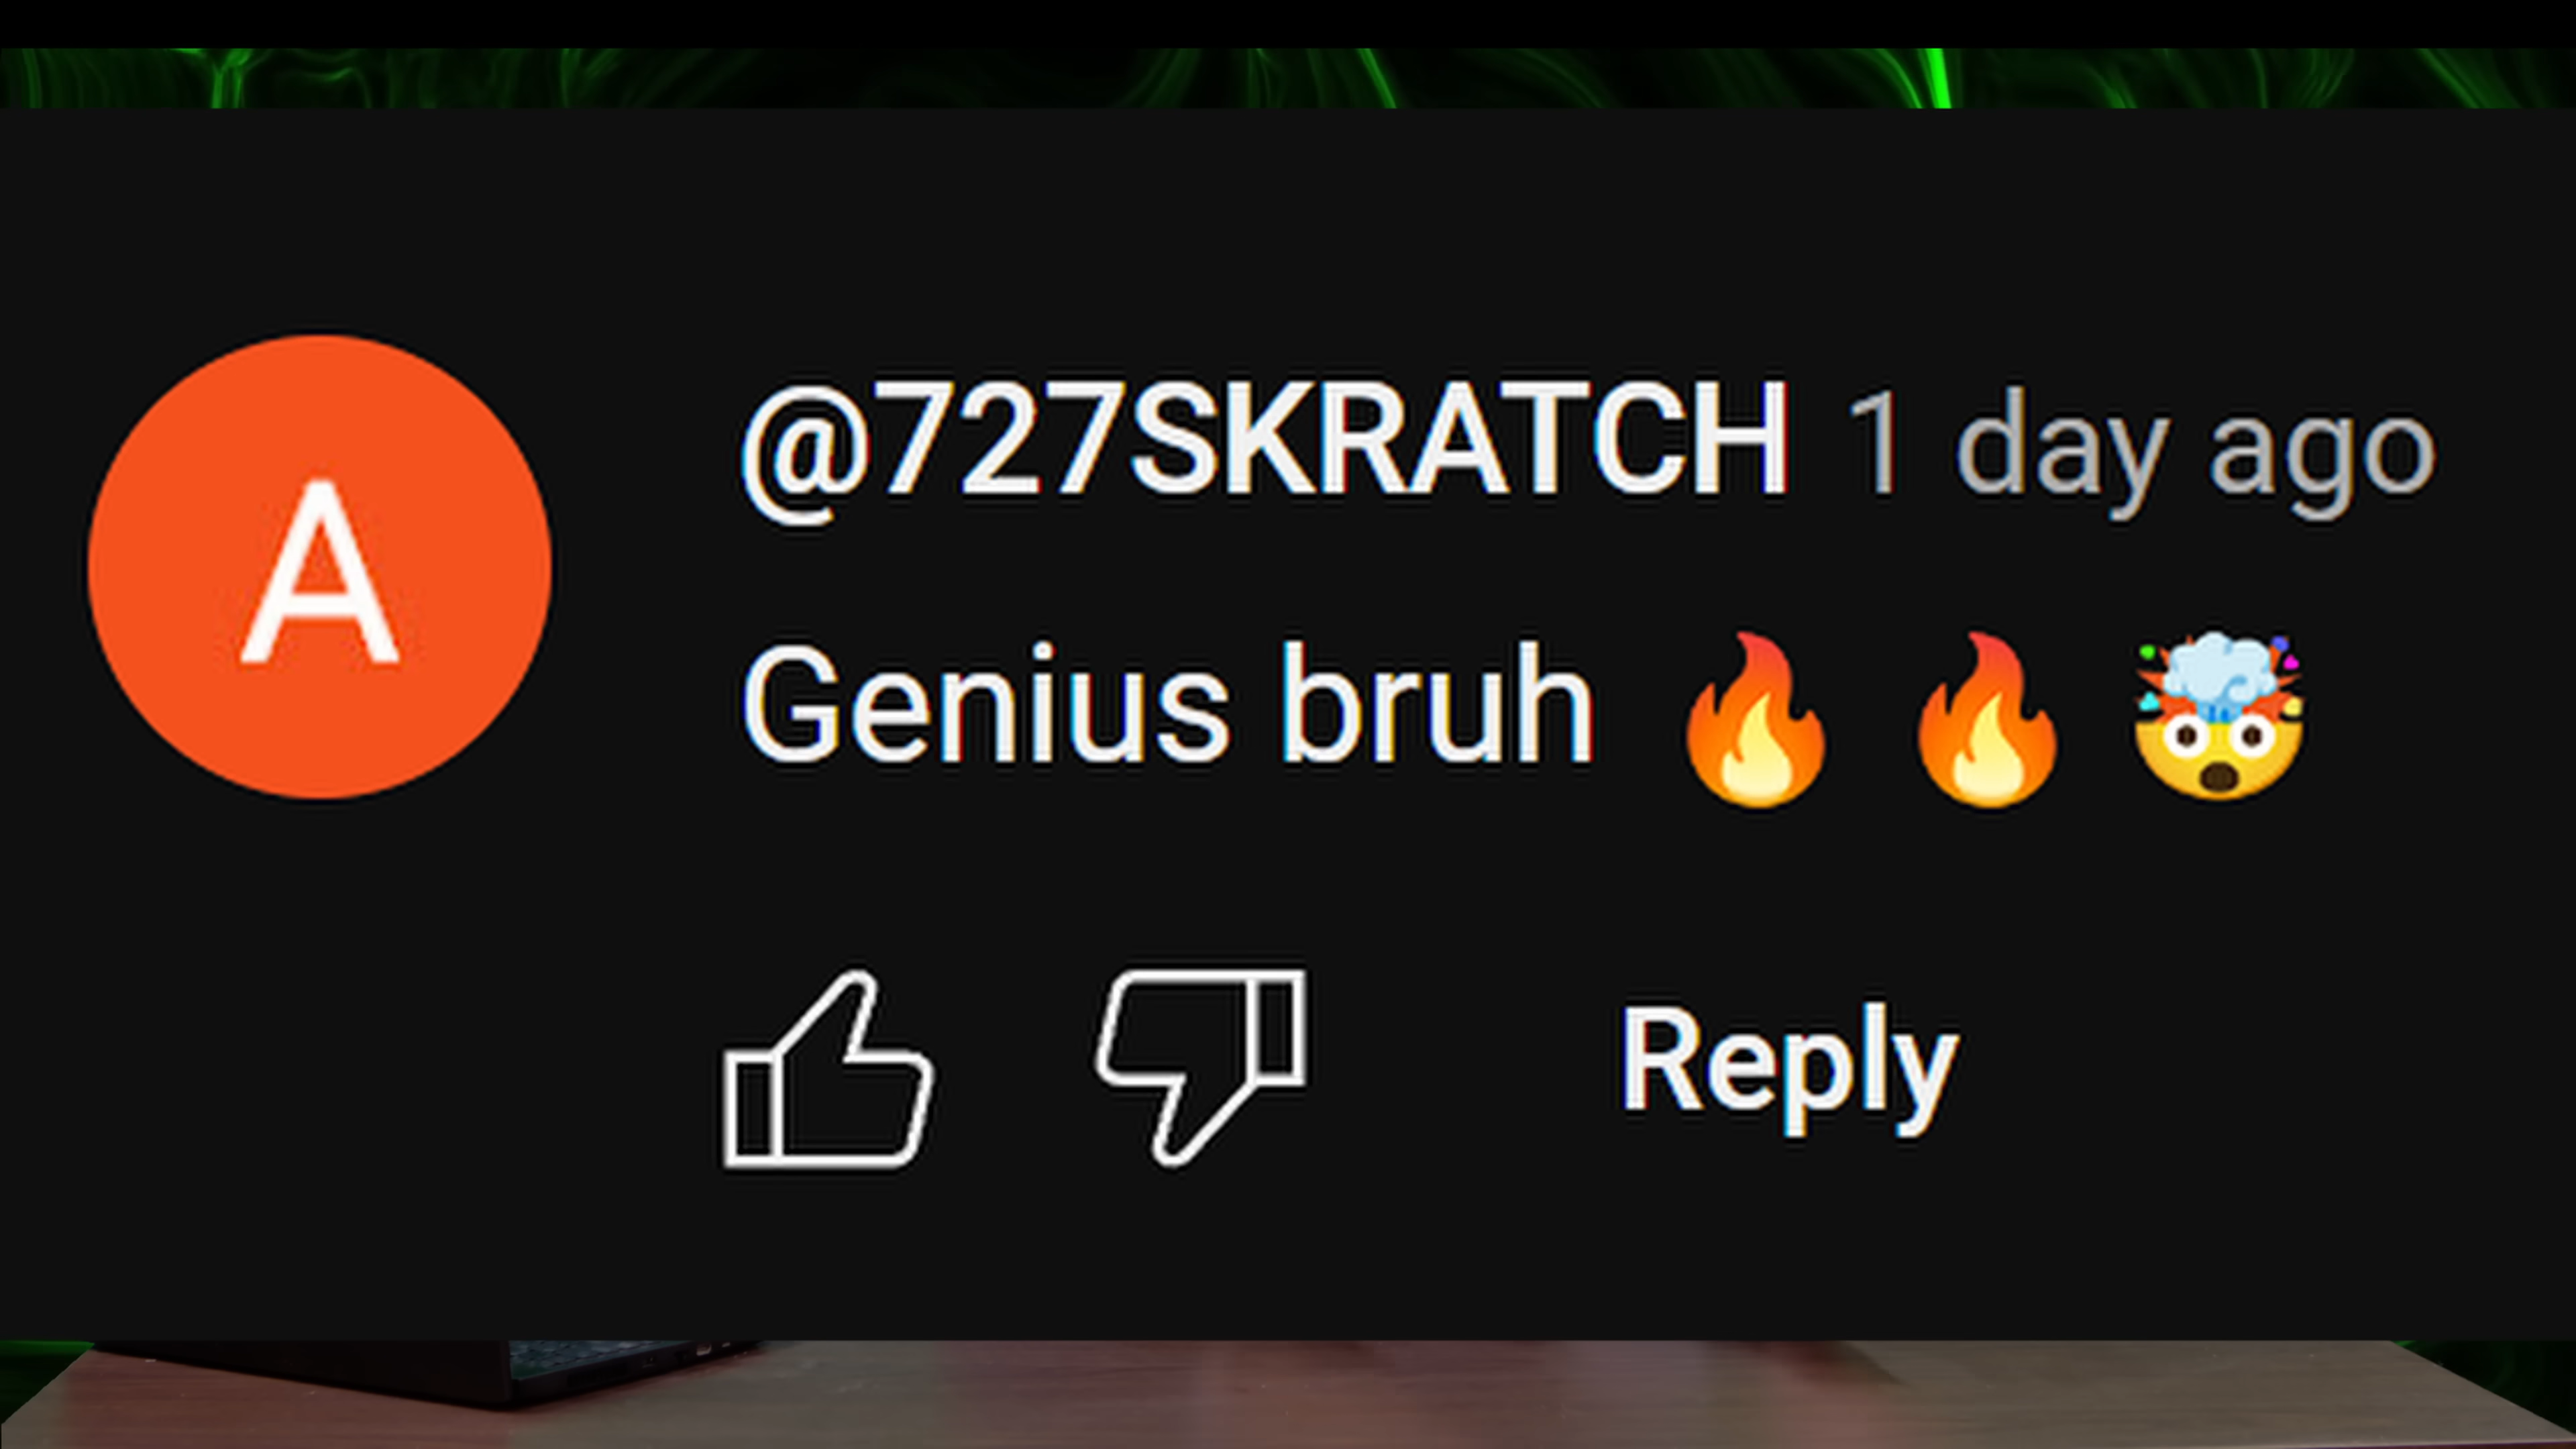 A
@727SKRATCH 1 day ago
Genius bruh 🔥 🔥 🤯
Reply